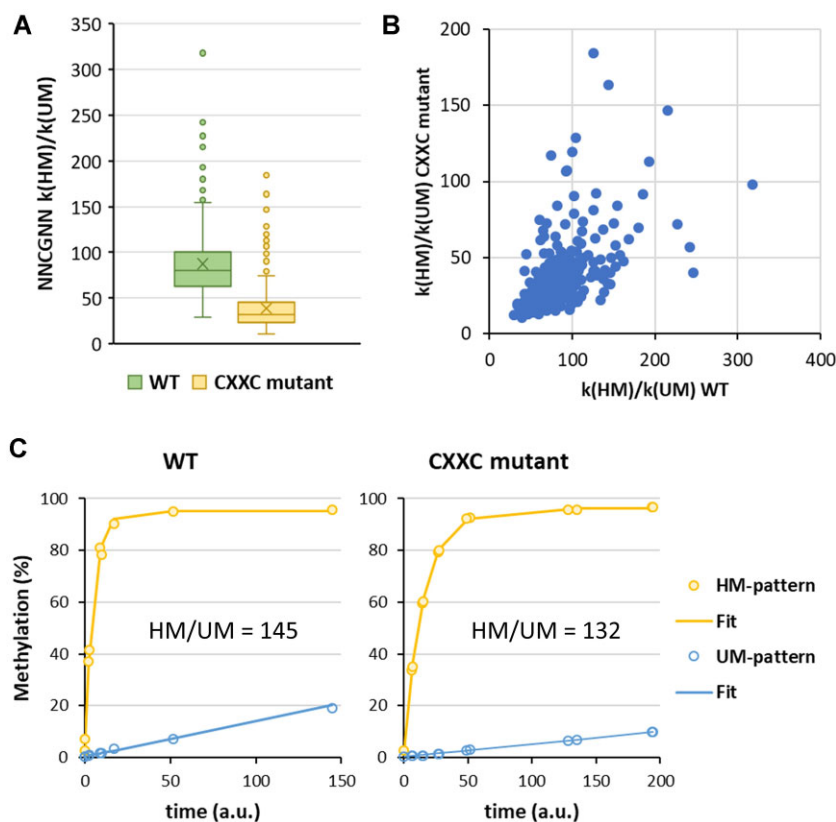 A
NNCGNN k(HM)/k(UM)
350
300
250
200
150
100
50
0
WT CXXC mutant
B
k(HM)/k(UM) CXXC mutant
200
150
100
50
0
0 100 200 300 400
k(HM)/k(UM) WT
C
WT
Methylation (%)
100
80
60
40
20
0
HM/UM = 145
0 50 100 150
time (a.u.)
CXXC mutant
100
80
60
40
20
0
HM/UM = 132
0 50 100 150 200
time (a.u.)
HM-pattern
Fit
UM-pattern
Fit